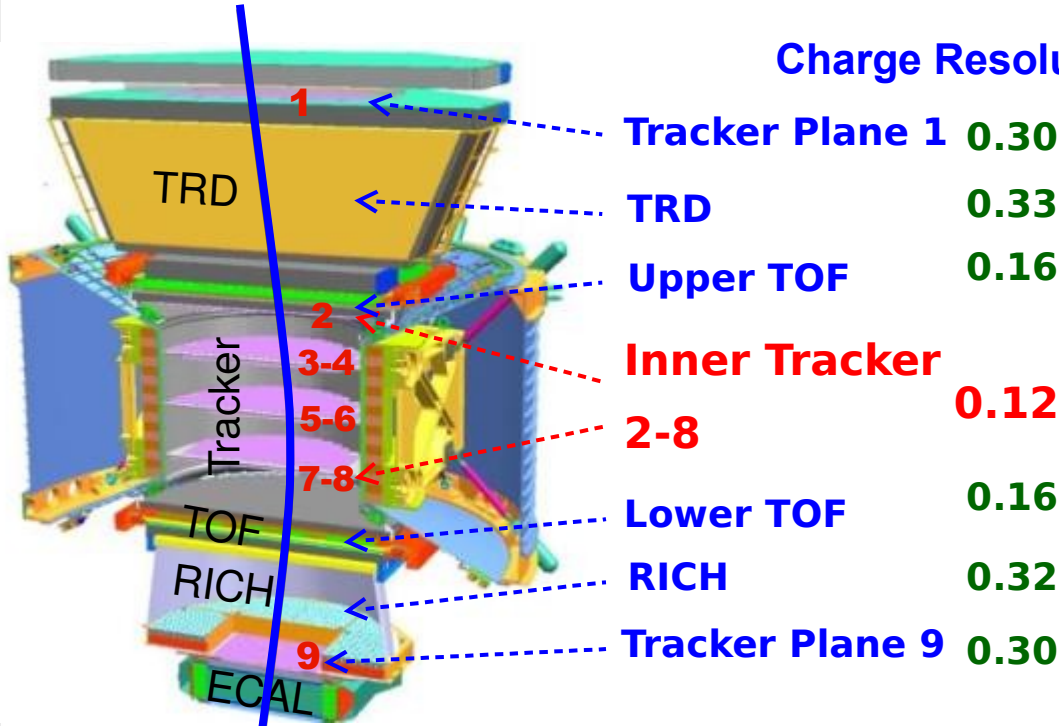 Charge Resolu
1
Tracker Plane 1 0.30
TRD
TRD 0.33
Upper TOF 0.16
2
3-4
Inner Tracker
0.12
Tracker
5-6
2-8
7-8
Lower TOF 0.16
TOF
RICH
RICH 0.32
9
Tracker Plane 9 0.30
ECAL